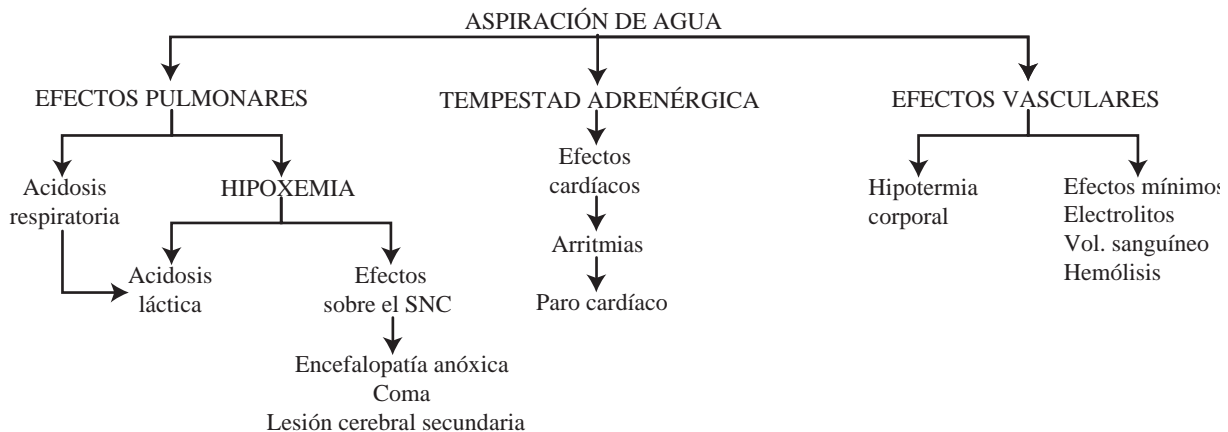 ASPIRACIÓN DE AGUA
EFECTOS PULMONARES
TEMPESTAD ADRENÉRGICA
EFECTOS VASCULARES
Acidosis
respiratoria
HIPOXEMIA
Acidosis
láctica
Efectos
sobre el SNC
Encefalopatía anóxica
Coma
Lesión cerebral secundaria
Efectos
cardíacos
Arritmias
Paro cardíaco
Hipotermia
corporal
Efectos mínimos
Electrolitos
Vol. sanguíneo
Hemólisis